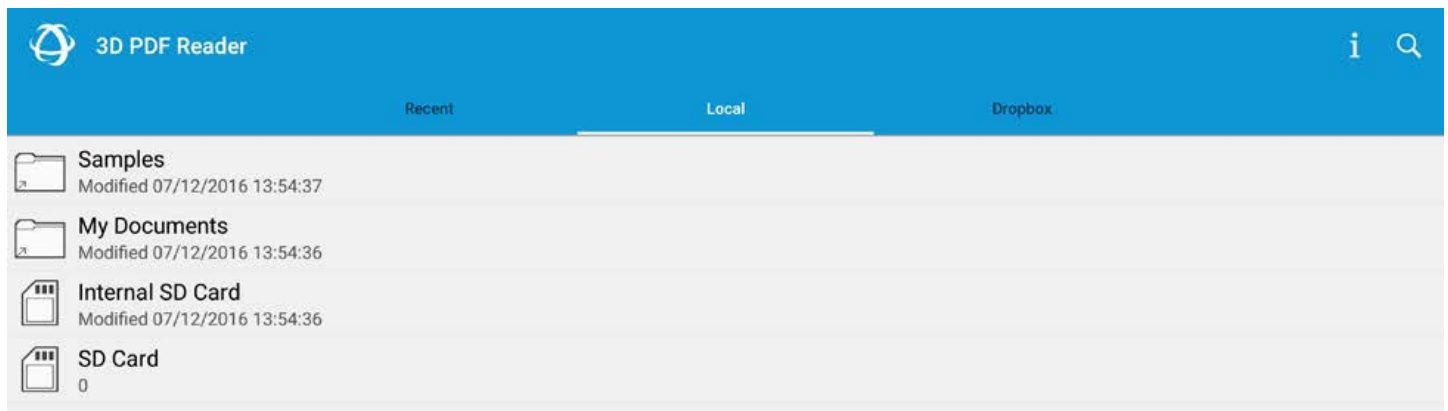 3D PDF Reader
Recent Local Dropbox
Samples
Modified 07/12/2016 13:54:37
My Documents
Modified 07/12/2016 13:54:36
Internal SD Card
Modified 07/12/2016 13:54:36
SD Card
0